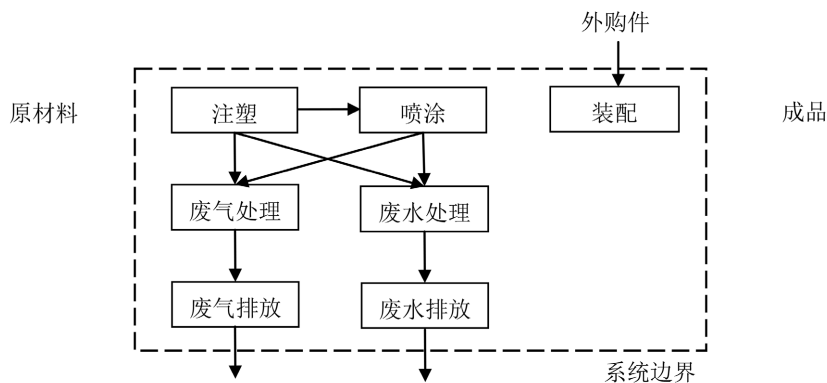 外购件
原材料
注塑
喷涂
装配
成品
废气处理
废水处理
废气排放
废水排放
系统边界